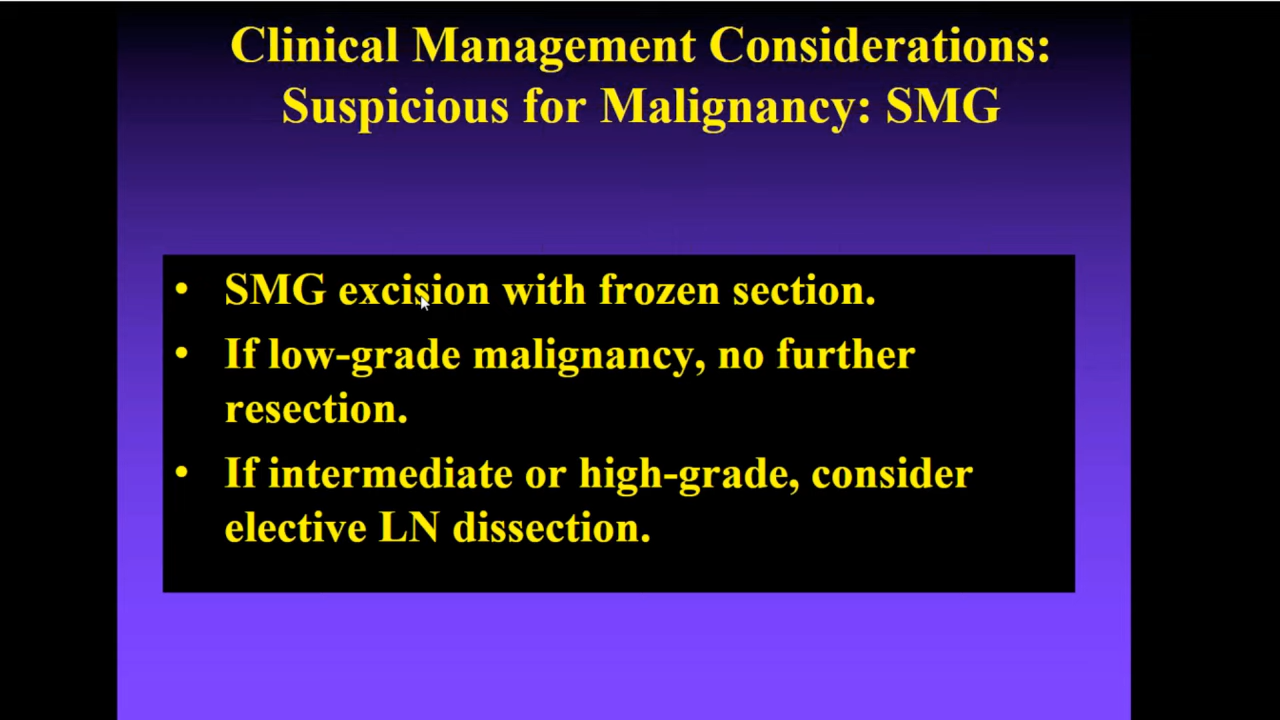 Clinical Management Considerations:
Suspicious for Malignancy: SMG
• SMG excision with frozen section.
• If low-grade malignancy, no further
resection.
• If intermediate or high-grade, consider
elective LN dissection.